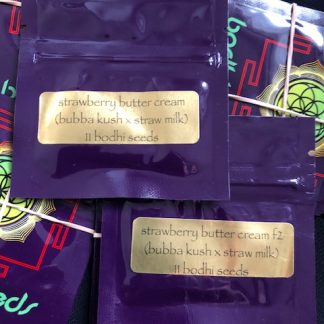 strawberry butter cream
(bubba kush x straw milk)
11 bodhi seeds
strawberry butter cream f2
(bubba kush x straw milk)
11 bodhi seeds